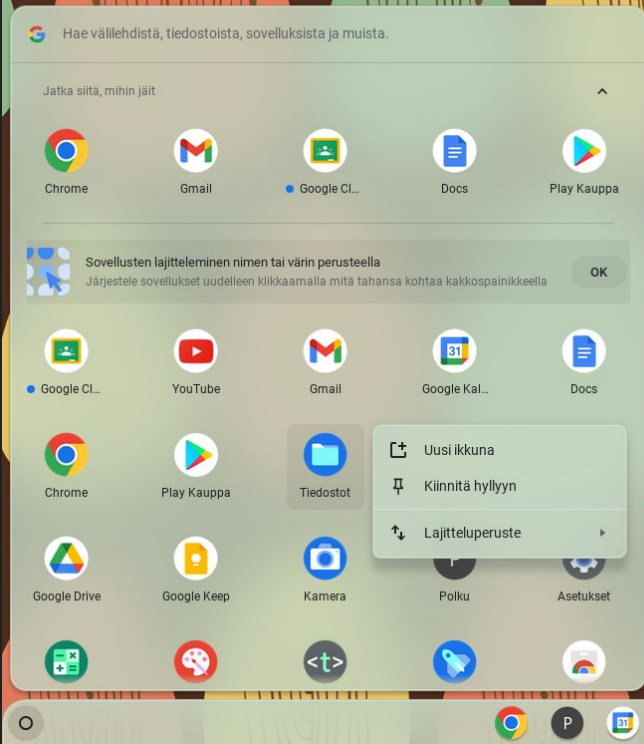 Hae välilehdistä, tiedostoista, sovelluksista ja muista.
Jatka siitä, mihin jäit
Chrome
Gmail
Google Cl...
Docs
Play Kauppa
Sovellusten lajitteleminen nimen tai värin perusteella
Järjestele sovellukset uudelleen klikkaamalla mitä tahansa kohtaa kakkospainikkeella
OK
31
Google Cl...
YouTube
Gmail
Google Kal...
Docs
Chrome
Play Kauppa
Tiedostot
Uusi ikkuna
Kiinnitä hyllyyn
Lajitteluperuste
P
Google Drive
Google Keep
Kamera
Polku
Asetukset
<t>
P
31